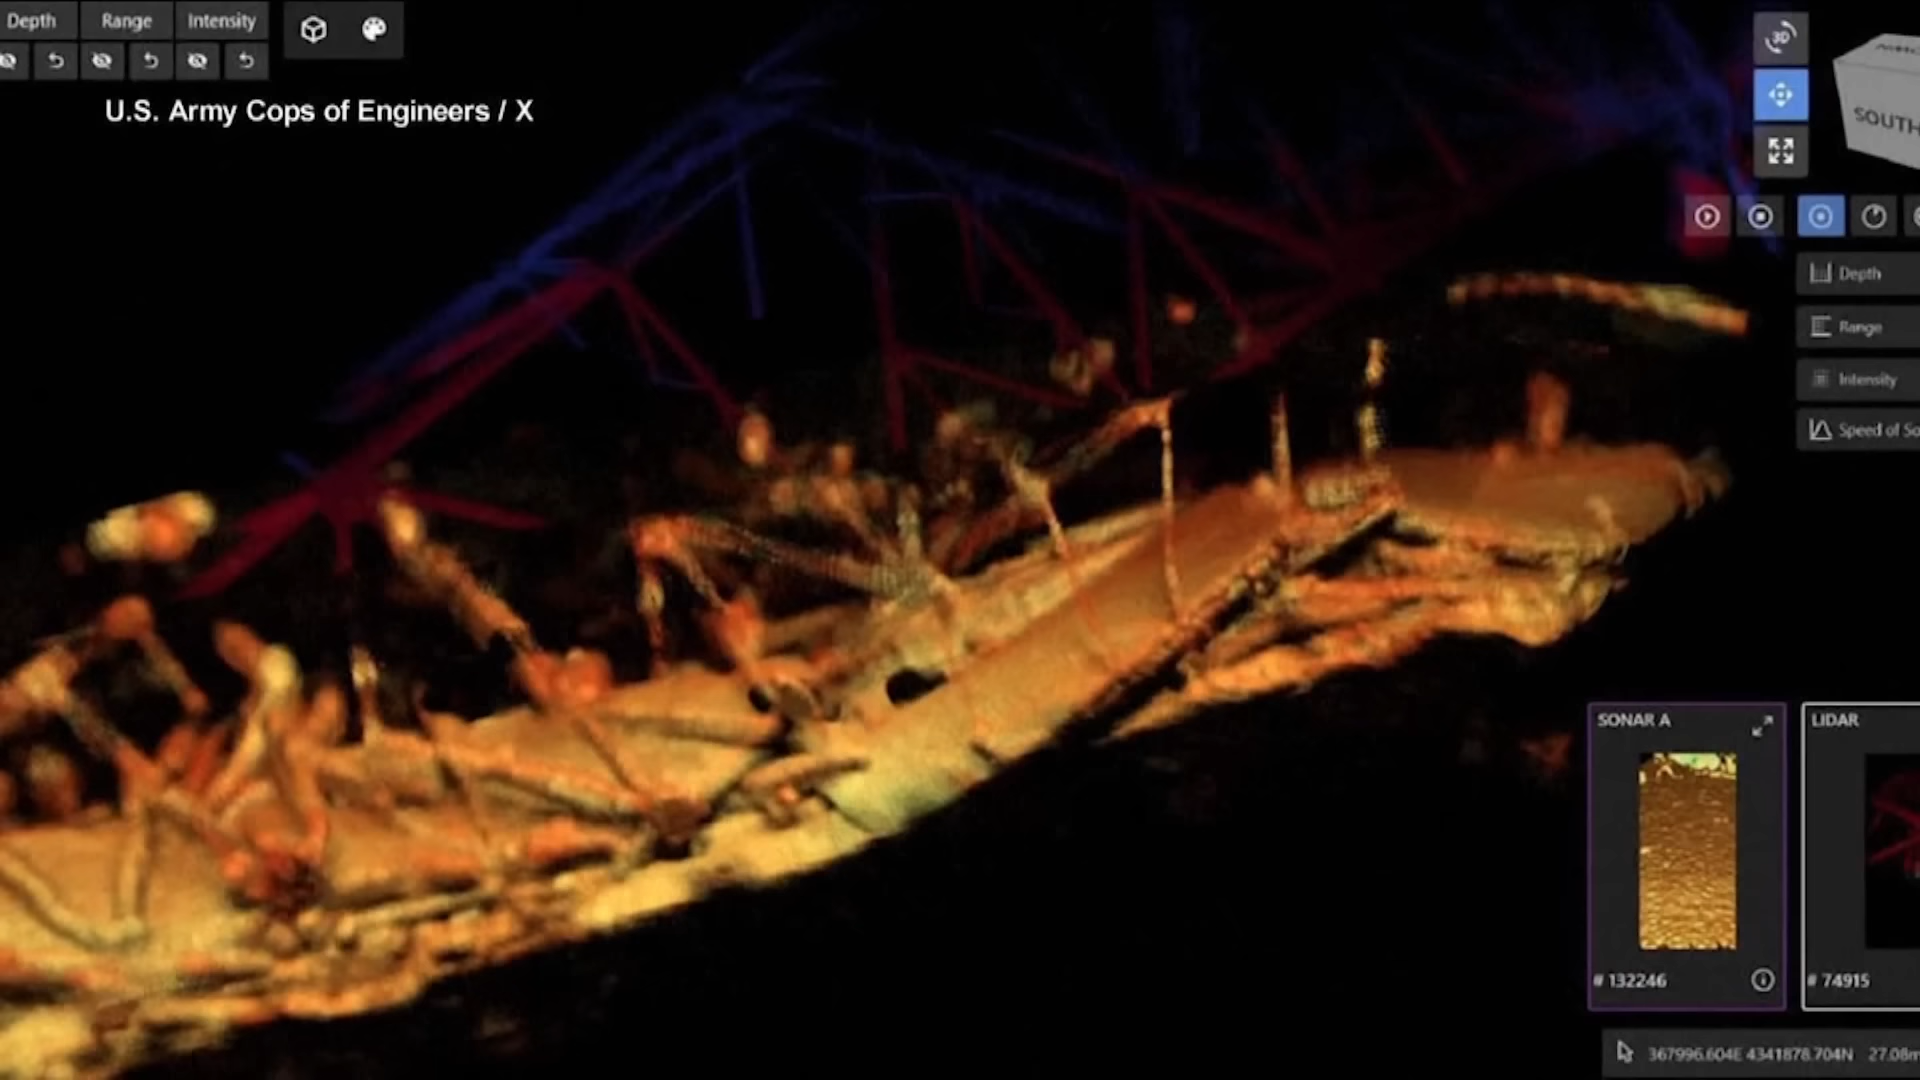 Depth Range Intensity
U.S. Army Cops of Engineers / X
3D
SOUTH
Depth
Range
Intensity
Speed of So
SONAR A
LIDAR
# 132246
# 74915
367996.604E 4341878.704N 27.08m